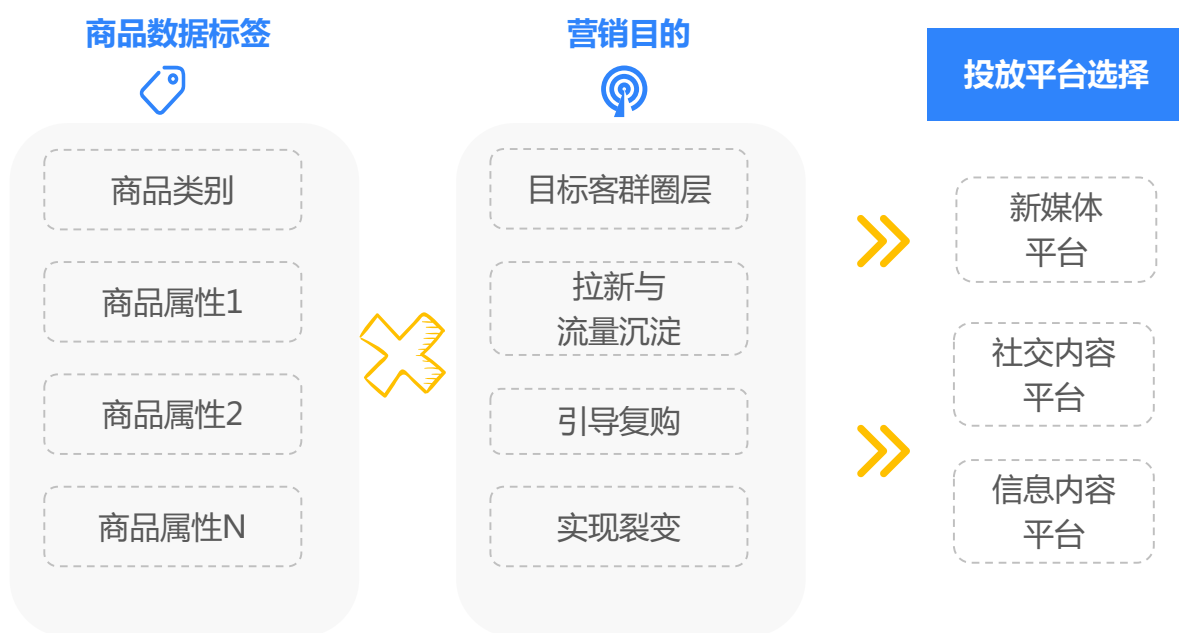 商品数据标签
商品类别
商品属性1
商品属性2
商品属性N
营销目的
目标客群圈层
拉新与
流量沉淀
引导复购
实现裂变
投放平台选择
新媒体
平台
社交内容
平台
信息内容
平台